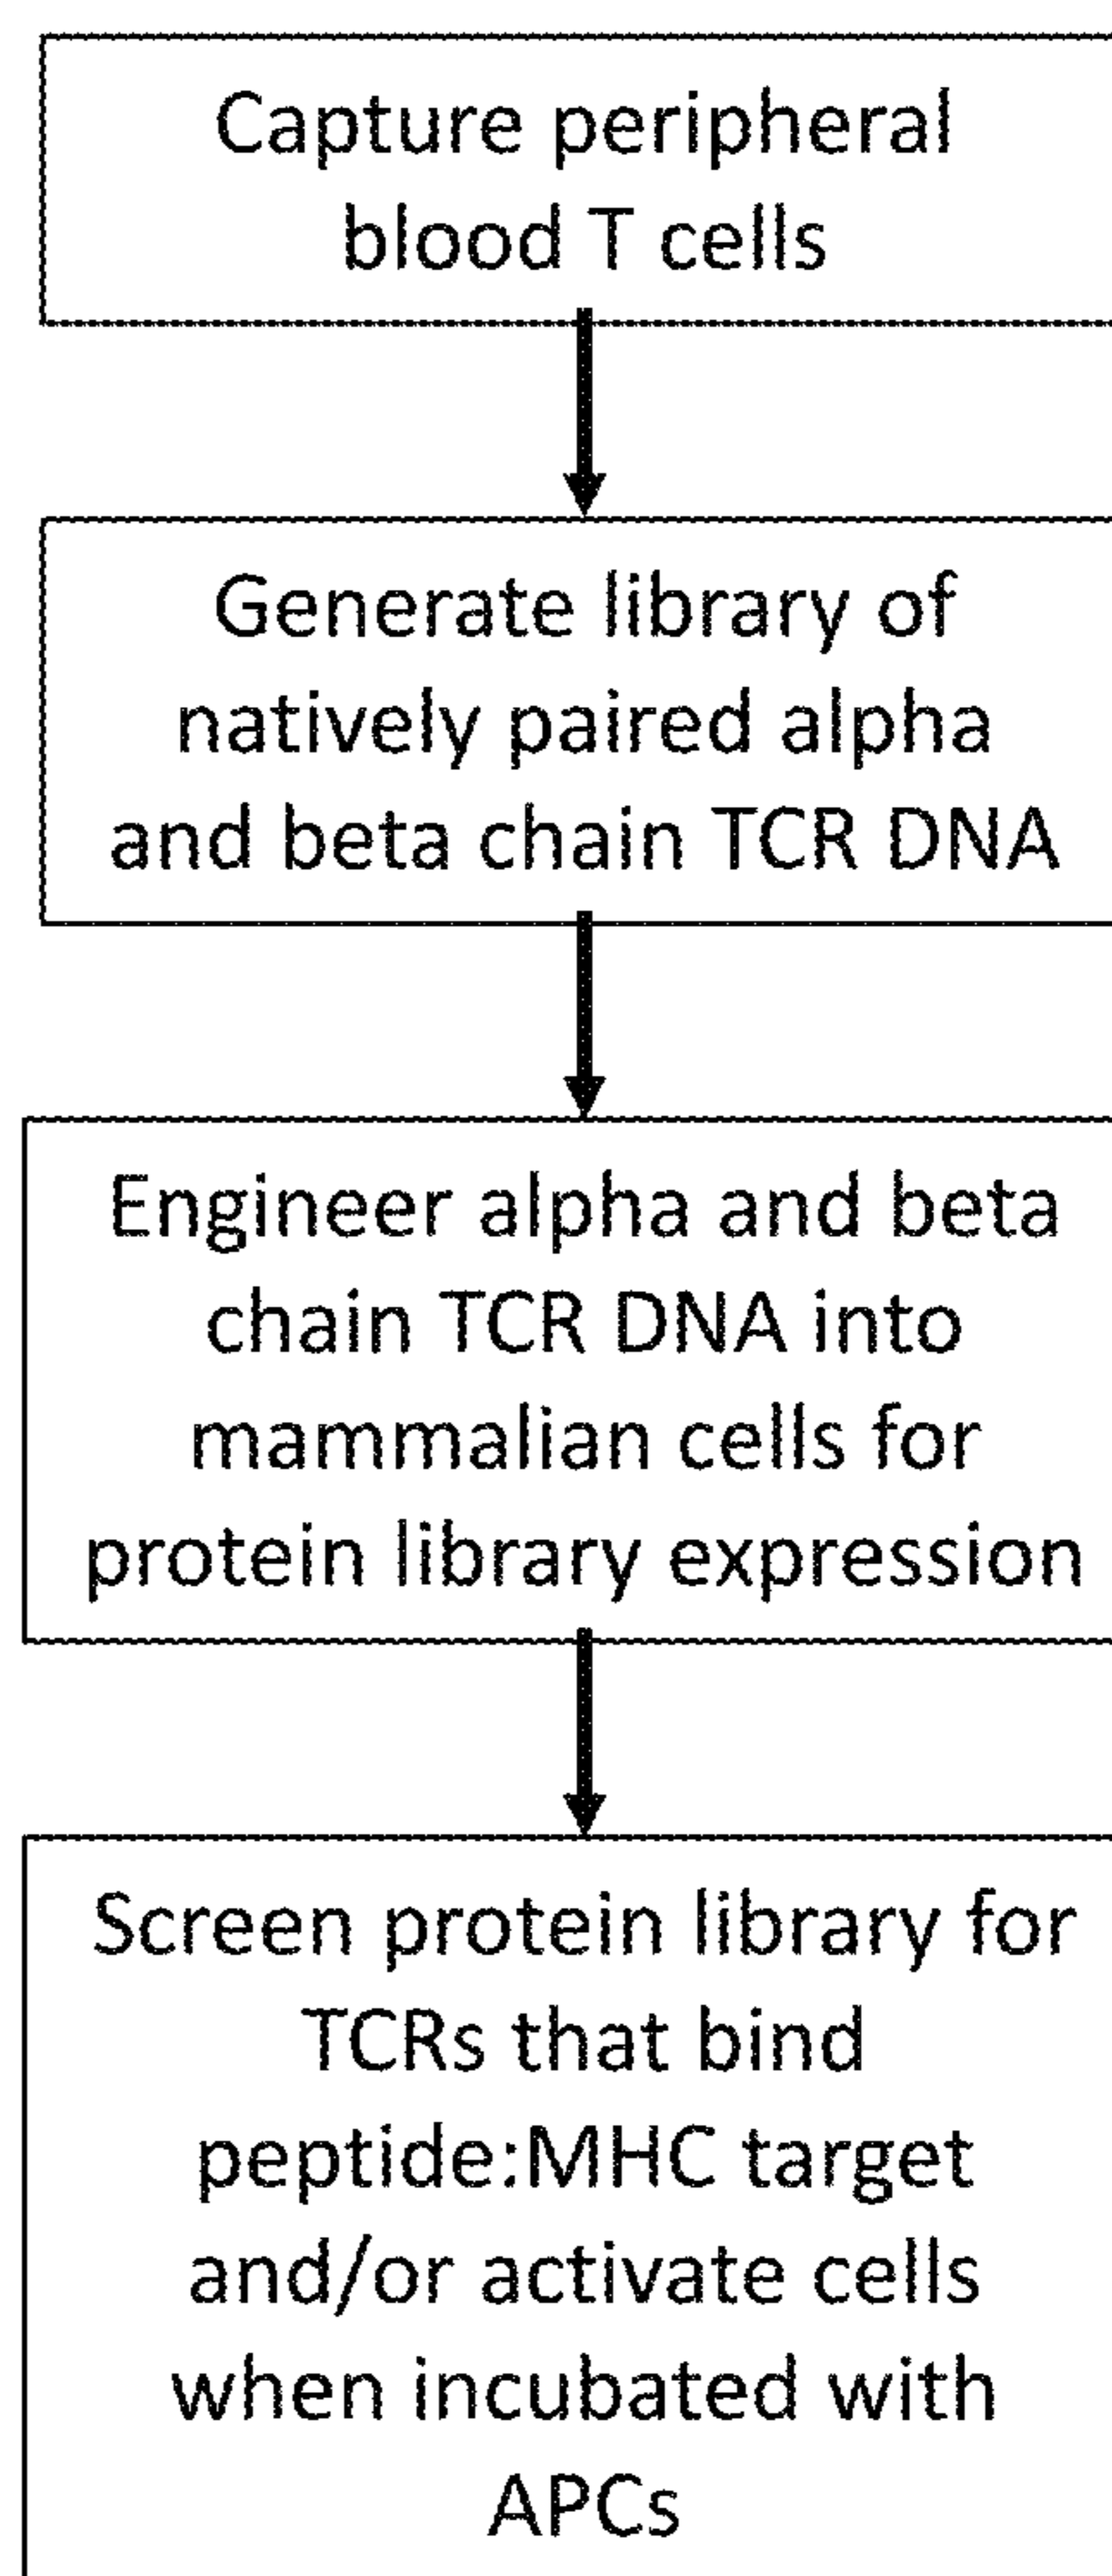 Capture peripheral
blood T cells
Generate library of
natively paired alpha
and beta chain TCR DNA
Engineer alpha and beta
chain TCR DNA into
mammalian cells for
protein library expression
Screen protein library for
TCRs that bind
peptide:MHC target
and/or activate cells
when incubated with
APCs